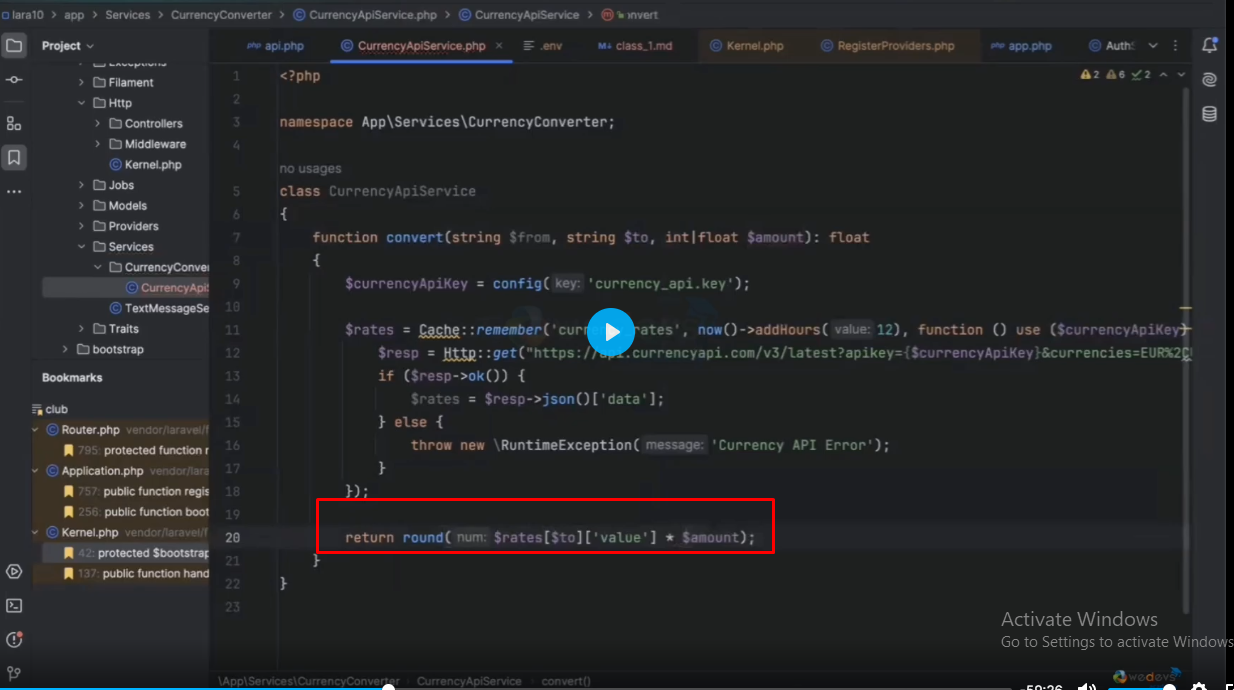 lara10 > app > Services > CurrencyConverter > CurrencyApiService.php > CurrencyApiService > convert
Project
api.php
CurrencyApiService.php
.env
class_1.md
Kernel.php
RegisterProviders.php
app.php
AuthS
2 6 2
Exceptions
Filament
Http
Controllers
Middleware
Kernel.php
Jobs
Models
Providers
Services
CurrencyConver
CurrencyApiS
TextMessageSe
Traits
bootstrap
Bookmarks
club
Router.php vendor/laravel/f
795: protected function r
Application.php vendor/lara
757: public function regis
256: public function boot
Kernel.php vendor/laravel/f
42: protected $bootstrap
137: public function hand
1 <?php
2
3 namespace App\Services\CurrencyConverter;
4
no usages
5 class CurrencyApiService
6 {
7 function convert(string $from, string $to, int|float $amount): float
8 {
9 $currencyApiKey = config( key: 'currency_api.key');
10
11 $rates = Cache::remember('currency_rates', now()->addHours( value: 12), function () use ($currencyApiKey)
12 $resp = Http::get("https://api.currencyapi.com/v3/latest?apikey={$currencyApiKey}&currencies=EUR%2C
13 if ($resp->ok()) {
14 $rates = $resp->json()['data'];
15 } else {
16 throw new \RuntimeException( message: 'Currency API Error');
17 }
18 });
19
20 return round( num: $rates[$to]['value'] * $amount);
21 }
22 }
23
Activate Windows
Go to Settings to activate Windows
wedevs
\App\Services\CurrencyConverter > CurrencyApiService > convert()
59:26